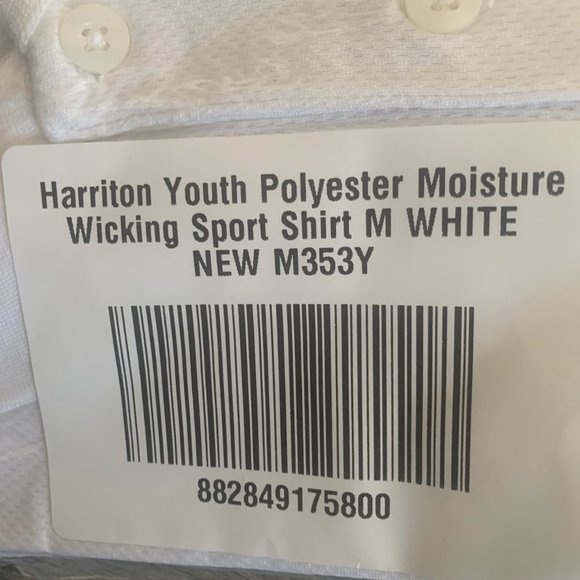 Harriton Youth Polyester Moisture
Wicking Sport Shirt M WHITE
NEW M353Y
882849175800